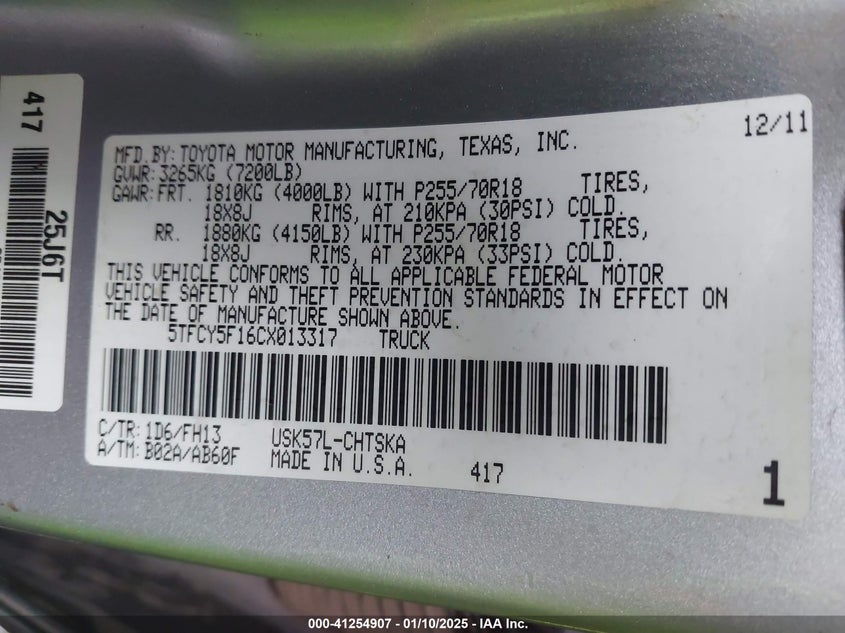 417
25J6T
12/11
MFD.BY: TOYOTA MOTOR MANUFACTURING, TEXAS, INC.
GVWR: 3265KG (7200LB)
GAWR: FRT. 1810KG (4000LB) WITH P255/70R18 TIRES,
18X8J RIMS, AT 210KPA (30PSI) COLD.
RR. 1880KG (4150LB) WITH P255/70R18 TIRES,
18X8J RIMS, AT 230KPA (33PSI) COLD.
THIS VEHICLE CONFORMS TO ALL APPLICABLE FEDERAL MOTOR
VEHICLE SAFETY AND THEFT PREVENTION STANDARDS IN EFFECT ON
THE DATE OF MANUFACTURE SHOWN ABOVE.
5TFCY5F16CX013317 TRUCK
C/TR: 1D6/FH13 USK57L-CHTSKA
A/TM: B02A/AB60F MADE IN U.S.A. 417
1
000-41254907 - 01/10/2025 - IAA Inc.